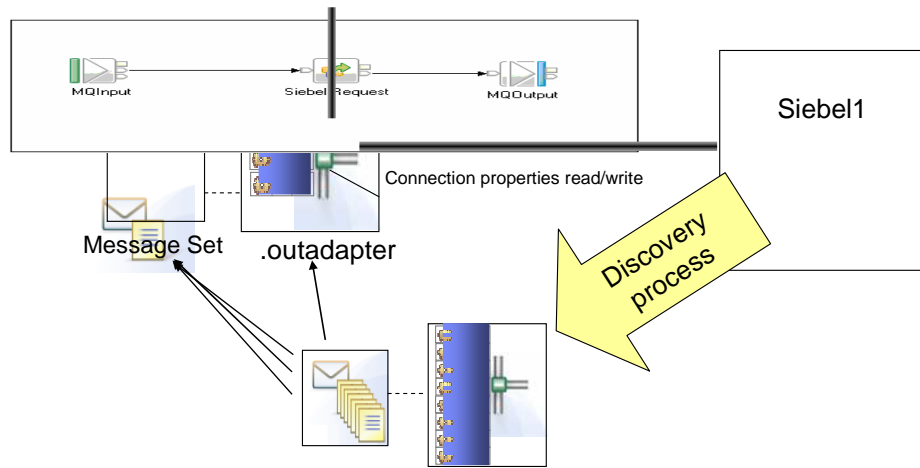 MQInput
Siebel Request
MQOutput
Siebel1
Connection properties read/write
Message Set
.outadapter
Discovery
process